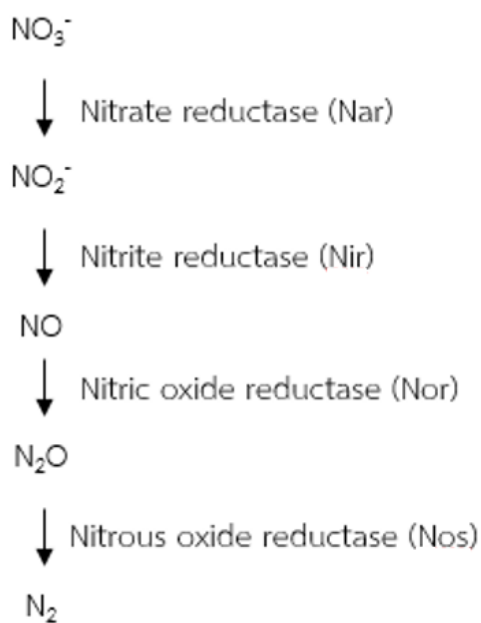 NO₃⁻
Nitrate reductase (Nar)
NO₂⁻
Nitrite reductase (Nir)
NO
Nitric oxide reductase (Nor)
N₂O
Nitrous oxide reductase (Nos)
N₂